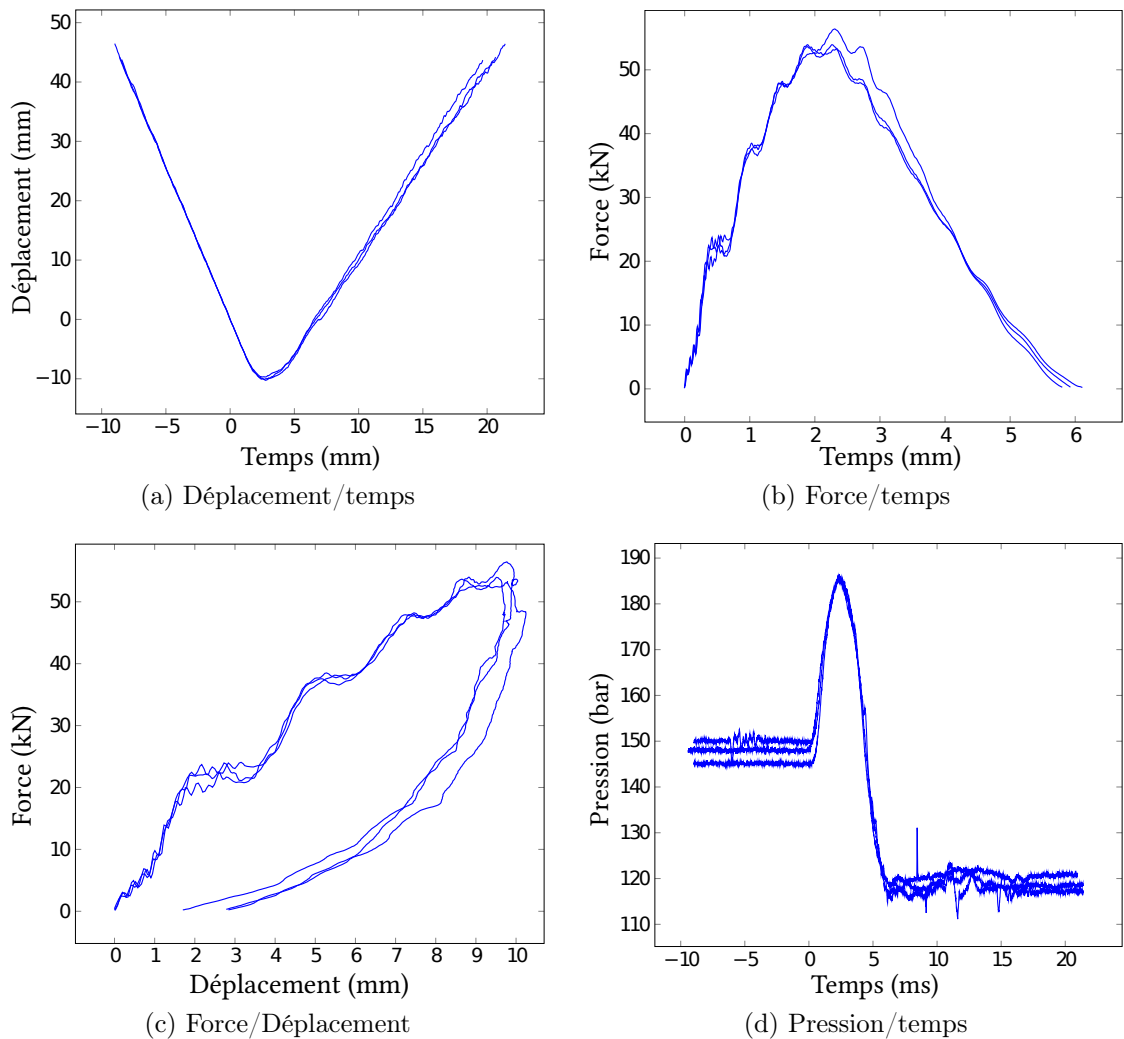 50
40
30
20
10
0
−10
Déplacement (mm)
−10 −5 0 5 10 15 20
Temps (mm)
(a) Déplacement/temps
50
40
30
20
10
0
Force (kN)
0 1 2 3 4 5 6
Temps (mm)
(b) Force/temps
50
40
30
20
10
0
Force (kN)
0 1 2 3 4 5 6 7 8 9 10
Déplacement (mm)
(c) Force/Déplacement
190
180
170
160
150
140
130
120
110
Pression (bar)
−10 −5 0 5 10 15 20
Temps (ms)
(d) Pression/temps